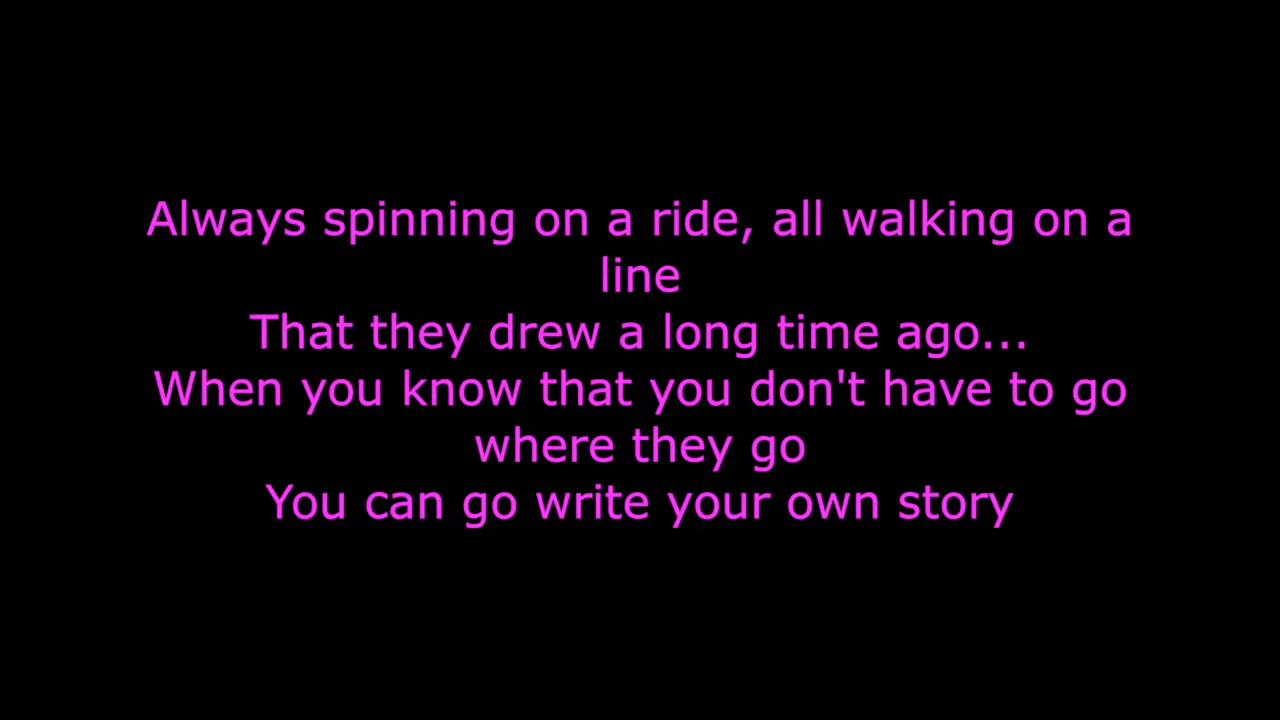 Always spinning on a ride, all walking on a
line
That they drew a long time ago...
When you know that you don't have to go
where they go
You can go write your own story